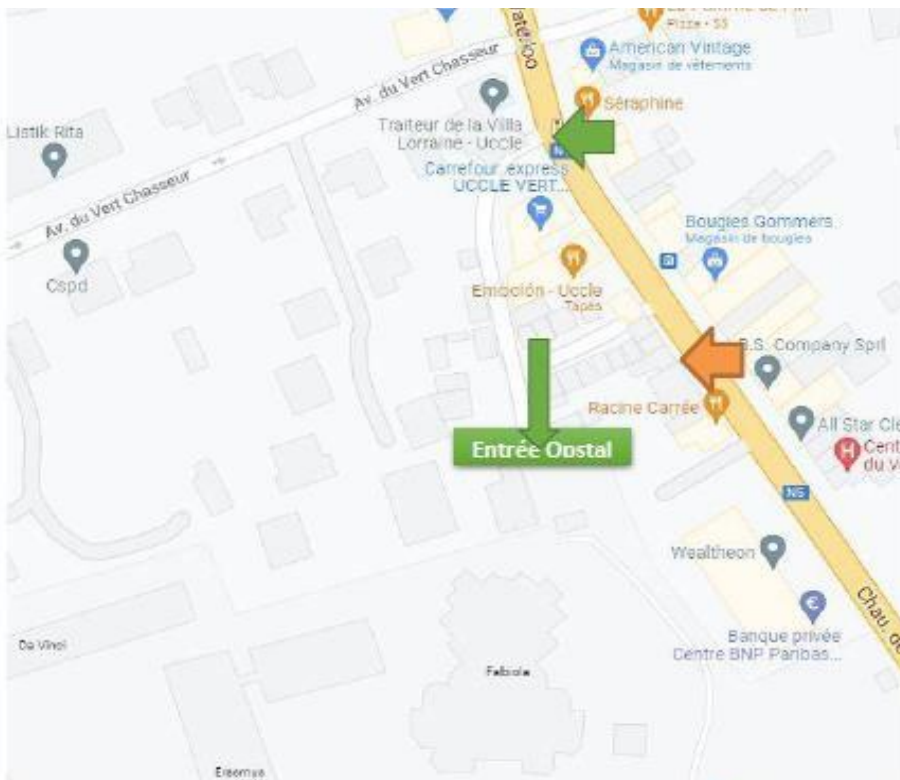 Pizza • $$
American Vintage
Magasin de vêtements
Séraphine
Av. du Vert Chasseur
Listik Rita
Traiteur de la Villa
Lorraine - Uccle
Carrefour express
UCCLE VERT...
Av. du Vert Chasseur
Cspd
Bougies Gommers
Magasin de bougies
Emoción - Uccle
Tapas
Company Sprl
Racine Carrée
All Star
Entrée Opstal
N5
Wealtheon
Chau.
Banque privée
Centre BNP Paribas...
Da Vinci
Fabiola
Erasmus